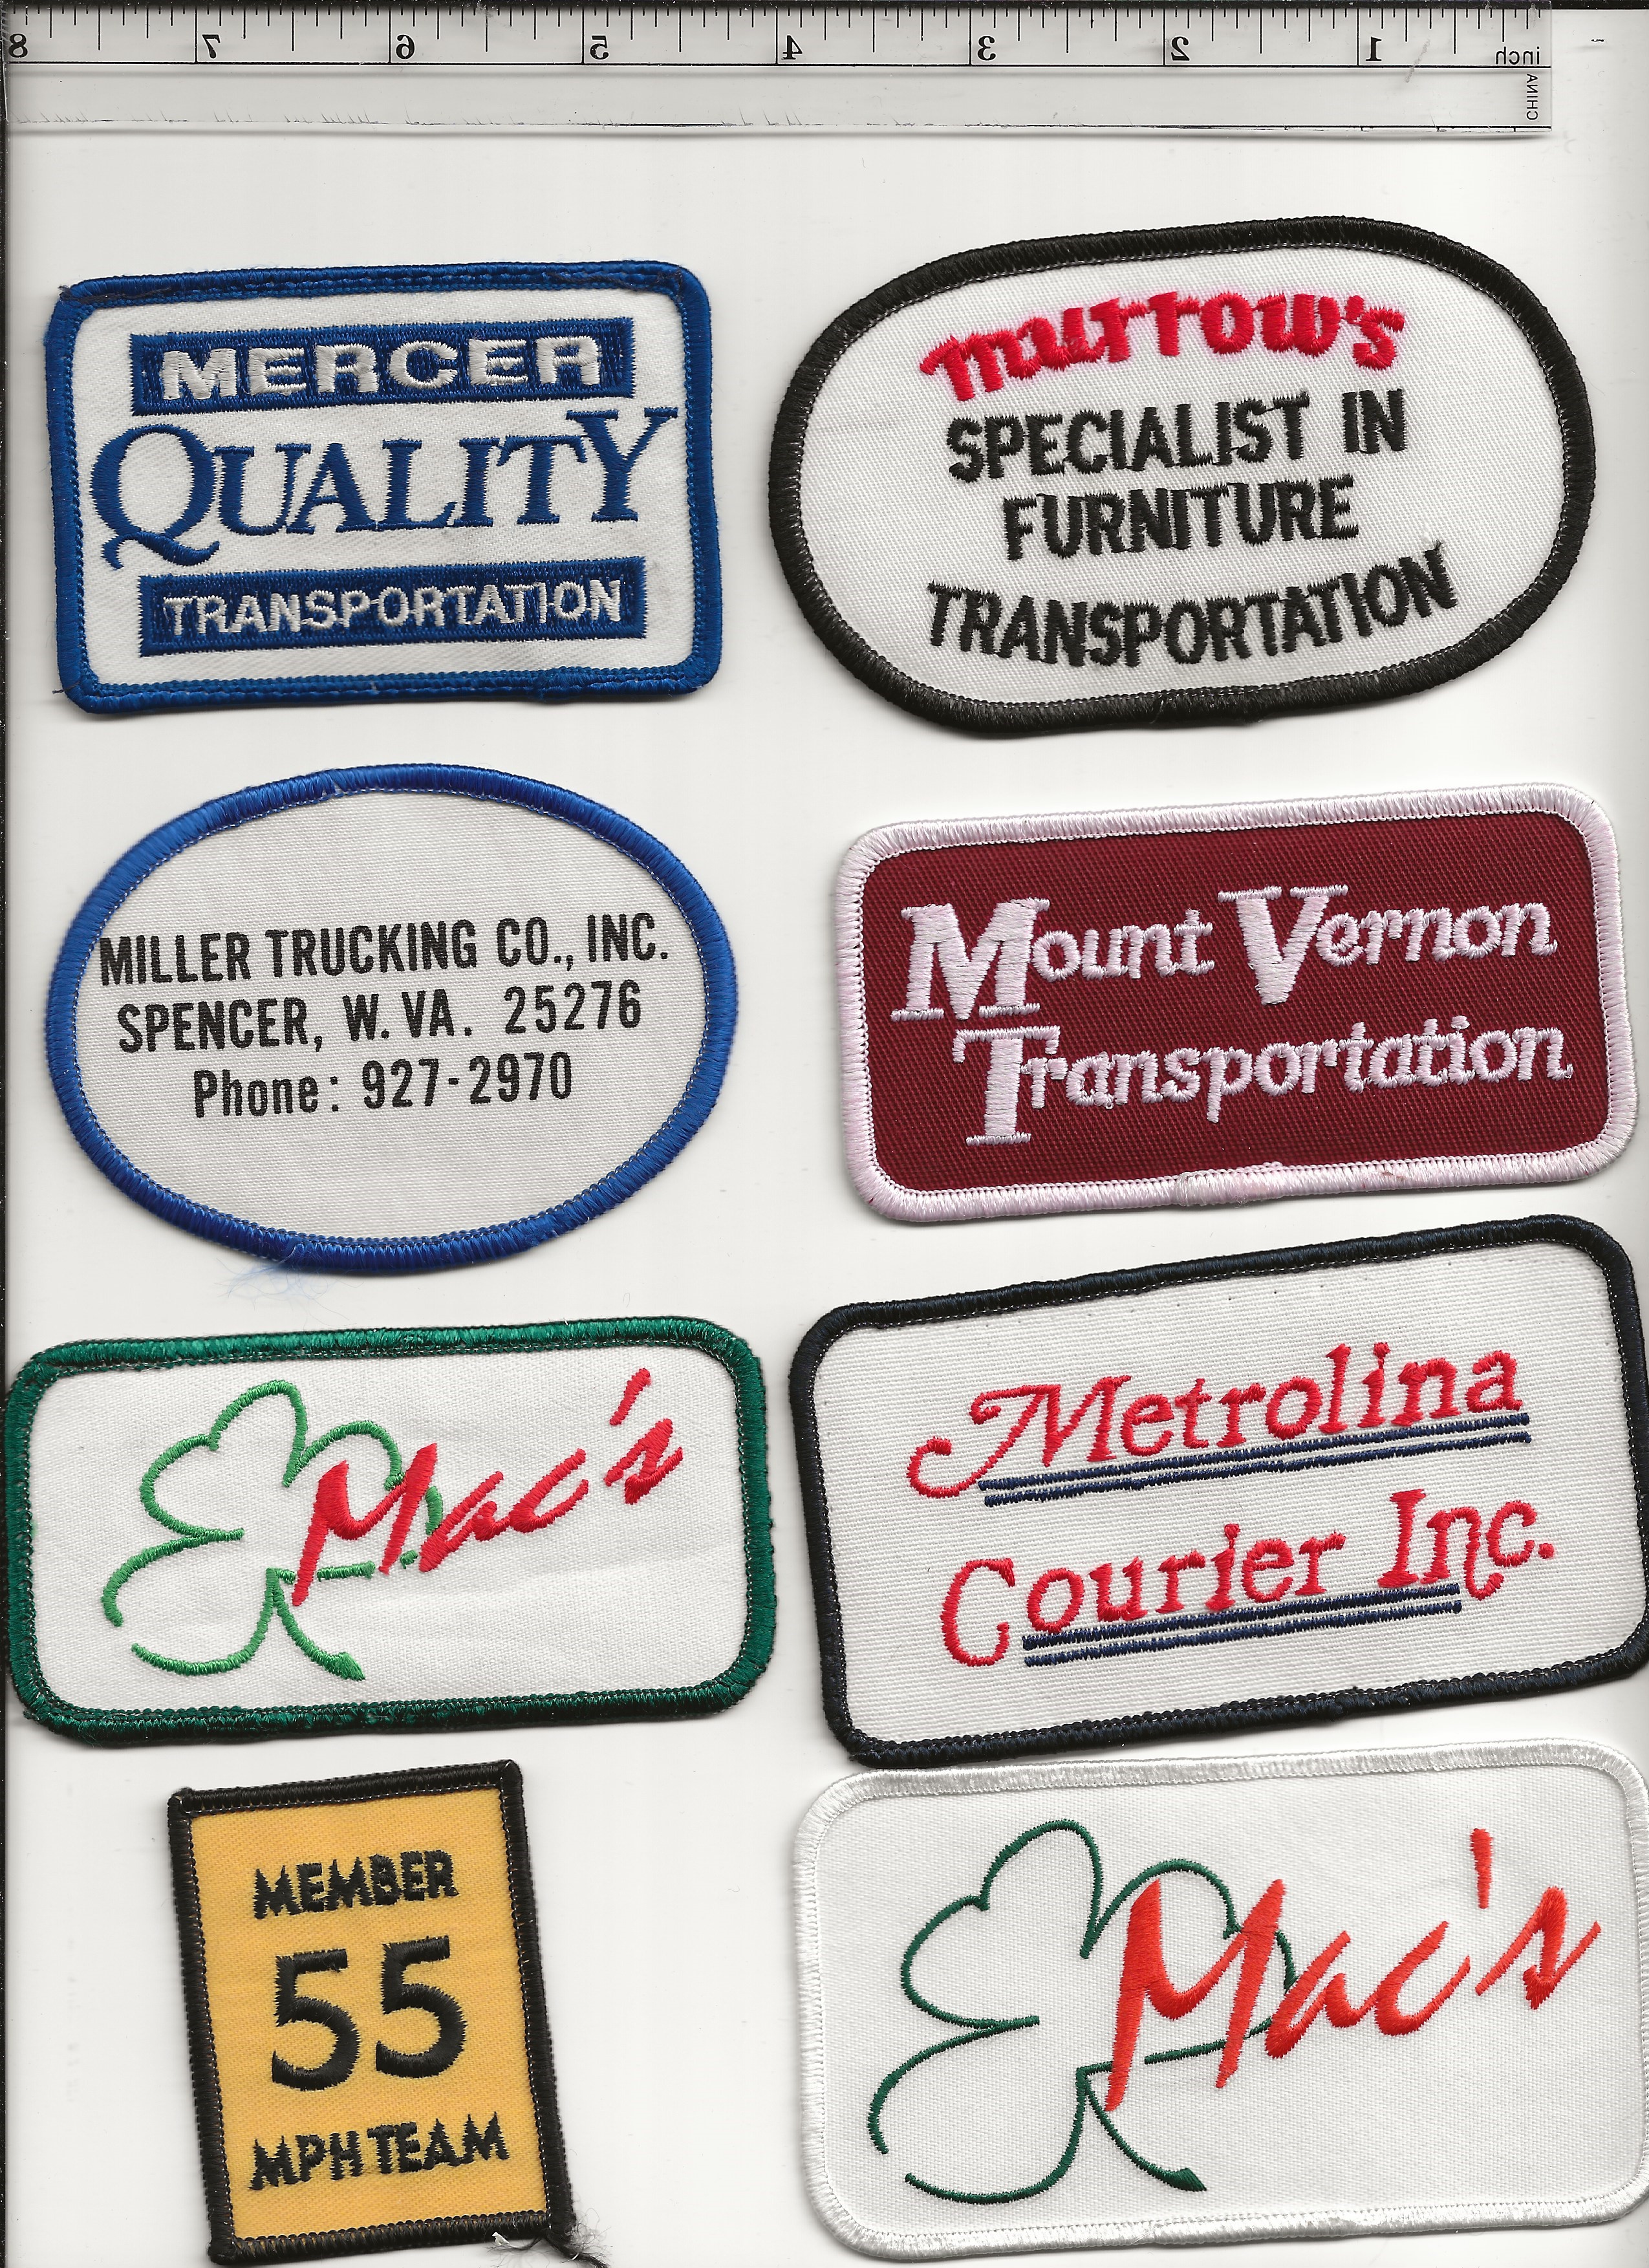 8 7 6 5 4 3 2 1 inch
CHINA
MERCER
QUALITY
TRANSPORTATION
murrow's
SPECIALIST IN
FURNITURE
TRANSPORTATION
MILLER TRUCKING CO., INC.
SPENCER, W. VA. 25276
Phone: 927-2970
Mount Vernon
Transportation
Mac's
Metrolina
Courier Inc.
MEMBER
55
MPH TEAM
Mac's